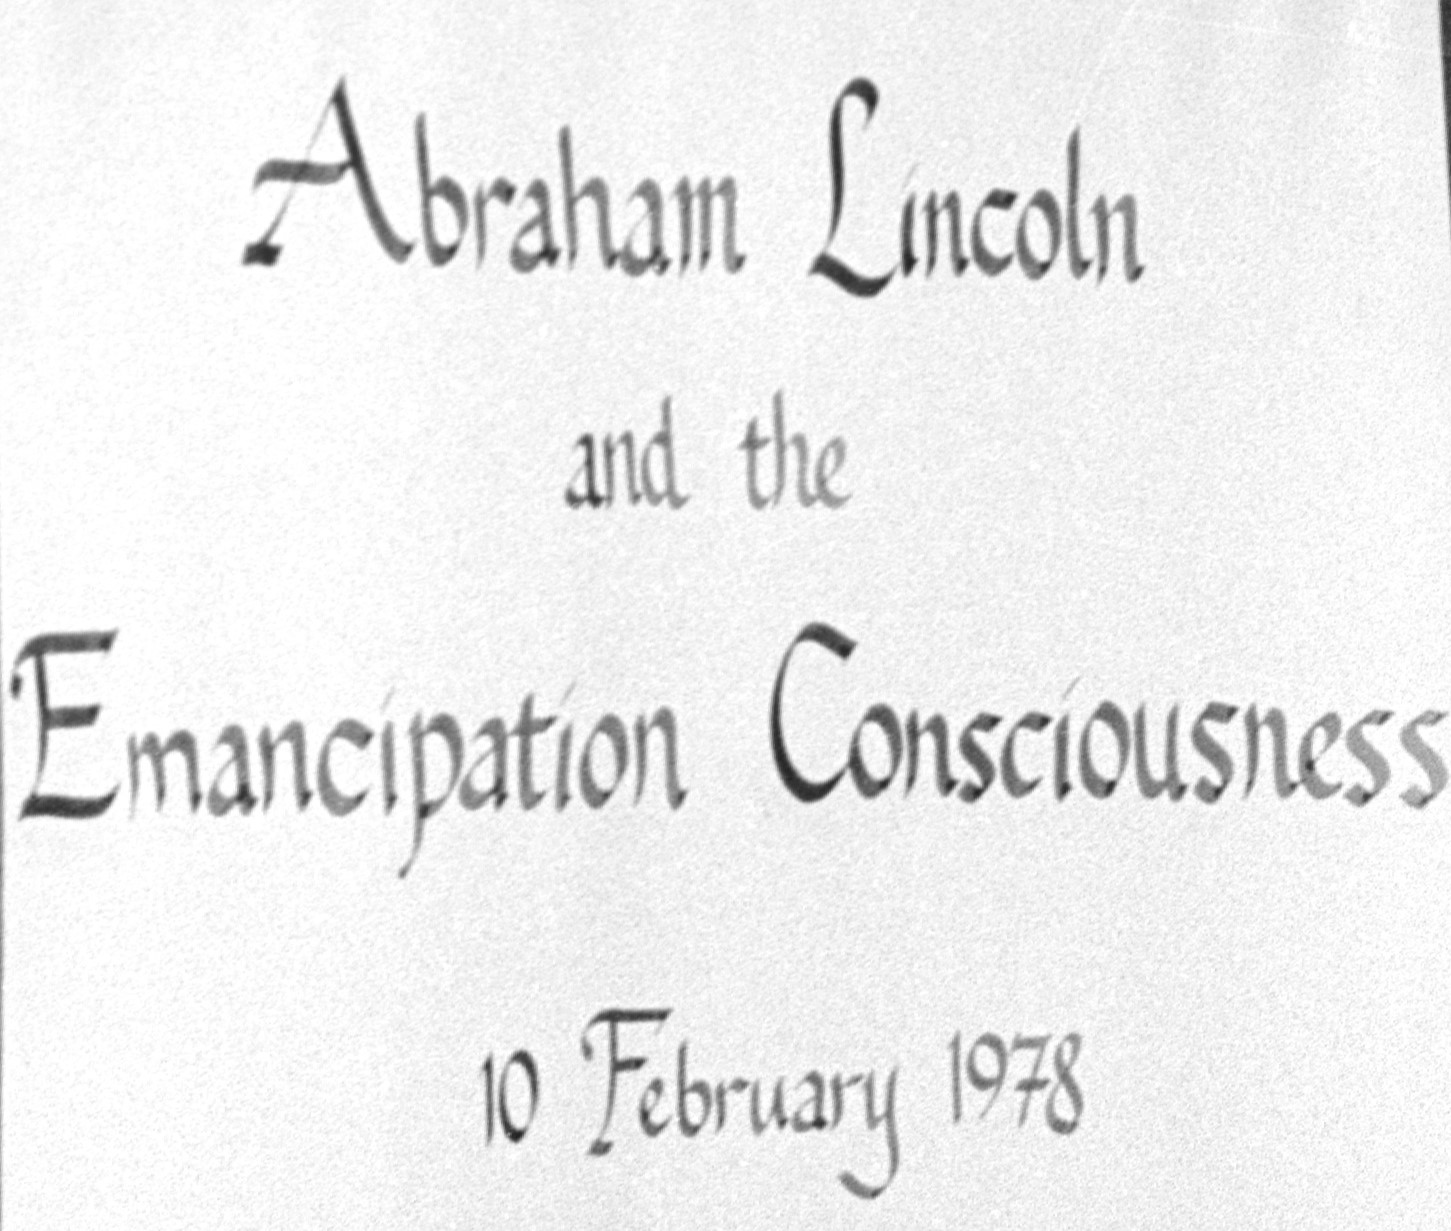 Abraham Lincoln
and the
Emancipation Consciousness
10 February 1978